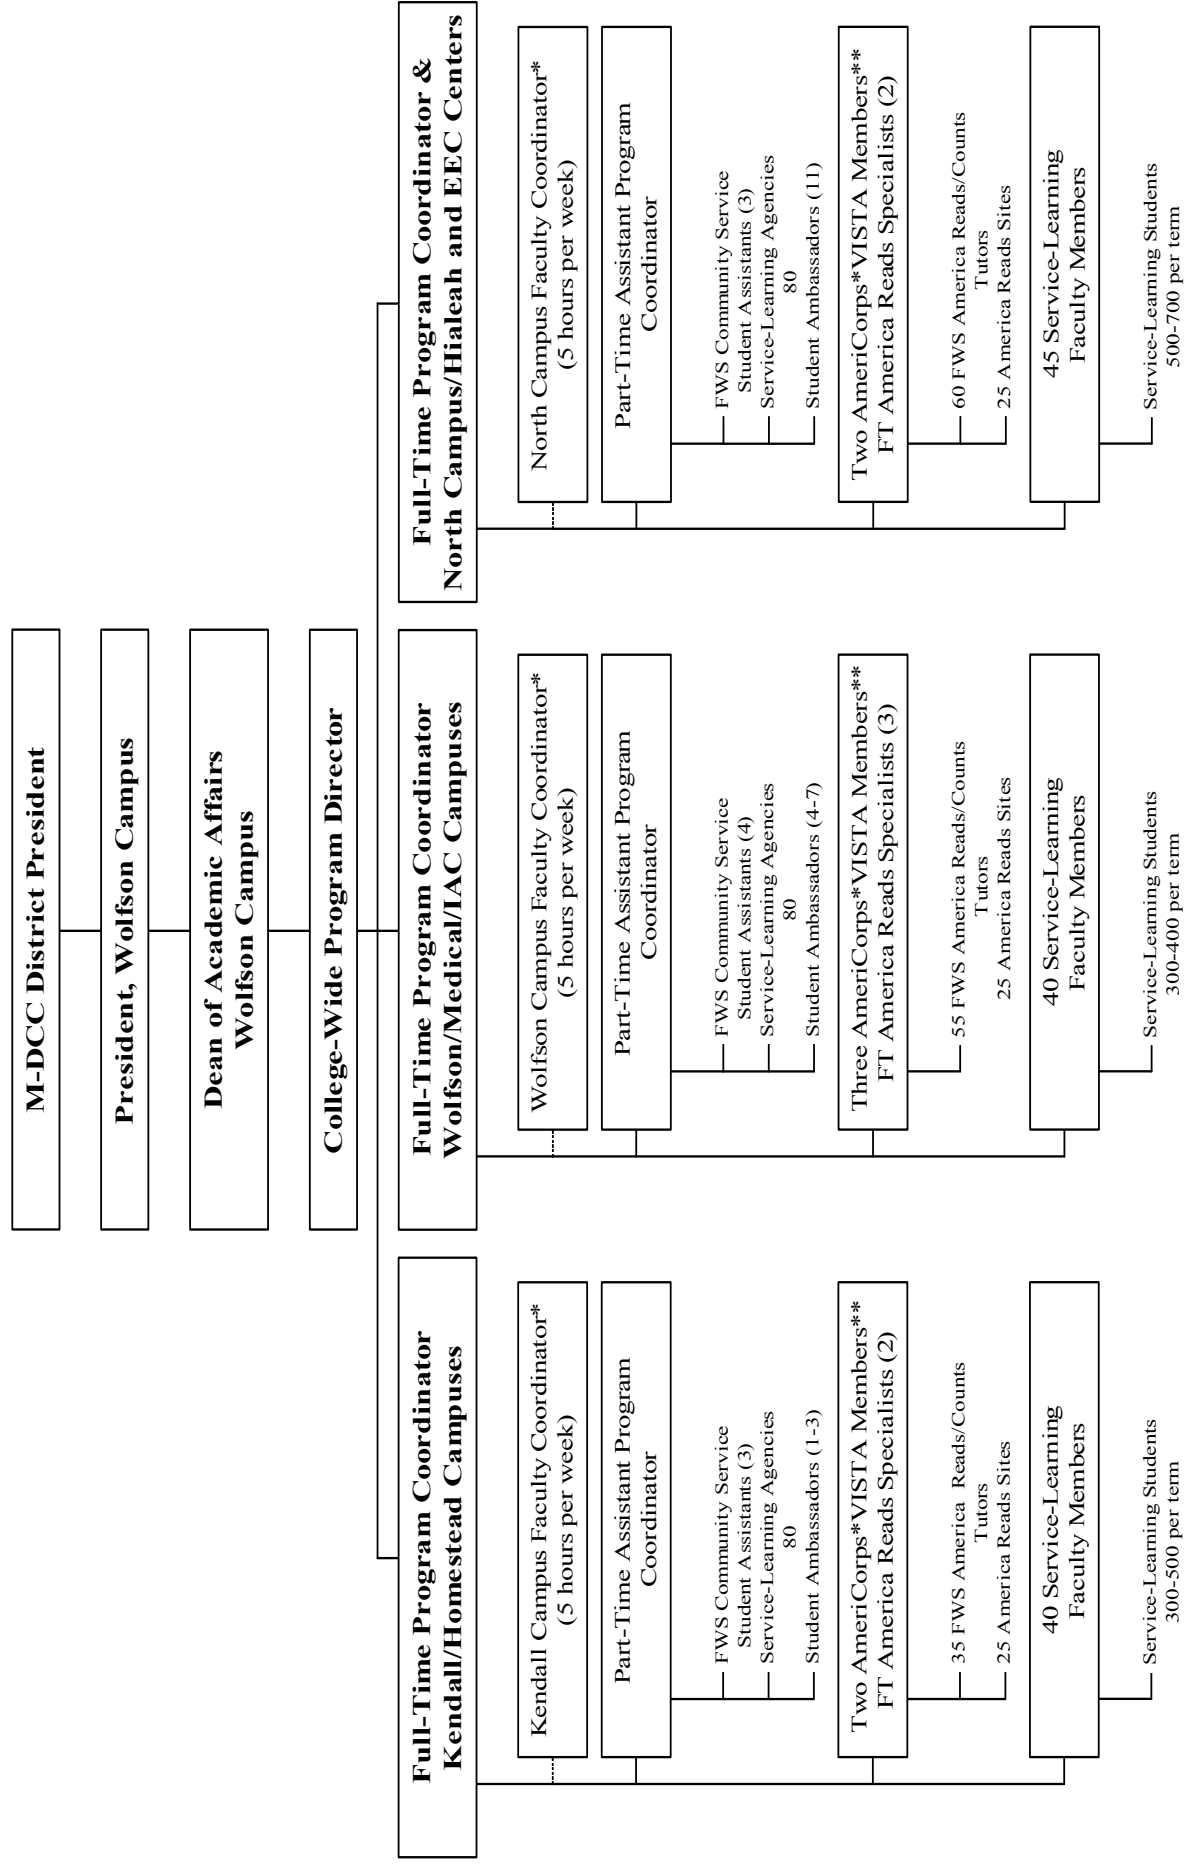 M-DCC District President
President, Wolfson Campus
Dean of Academic Affairs
Wolfson Campus
College-Wide Program Director
Full-Time Program Coordinator
Kendall/Homestead Campuses
Kendall Campus Faculty Coordinator*
(5 hours per week)
Part-Time Assistant Program
Coordinator
FWS Community Service
Student Assistants (3)
Service-Learning Agencies
80
Student Ambassadors (1-3)
Two AmeriCorps*VISTA Members**
FT America Reads Specialists (2)
35 FWS America Reads/Counts
Tutors
25 America Reads Sites
40 Service-Learning
Faculty Members
Service-Learning Students
300-500 per term
Full-Time Program Coordinator
Wolfson/Medical/IAC Campuses
Wolfson Campus Faculty Coordinator*
(5 hours per week)
Part-Time Assistant Program
Coordinator
FWS Community Service
Student Assistants (4)
Service-Learning Agencies
80
Student Ambassadors (4-7)
Three AmeriCorps*VISTA Members**
FT America Reads Specialists (3)
55 FWS America Reads/Counts
Tutors
25 America Reads Sites
40 Service-Learning
Faculty Members
Service-Learning Students
300-400 per term
Full-Time Program Coordinator &
North Campus/Hialeah and EEC Centers
North Campus Faculty Coordinator*
(5 hours per week)
Part-Time Assistant Program
Coordinator
FWS Community Service
Student Assistants (3)
Service-Learning Agencies
80
Student Ambassadors (11)
Two AmeriCorps*VISTA Members**
FT America Reads Specialists (2)
60 FWS America Reads/Counts
Tutors
25 America Reads Sites
45 Service-Learning
Faculty Members
Service-Learning Students
500-700 per term